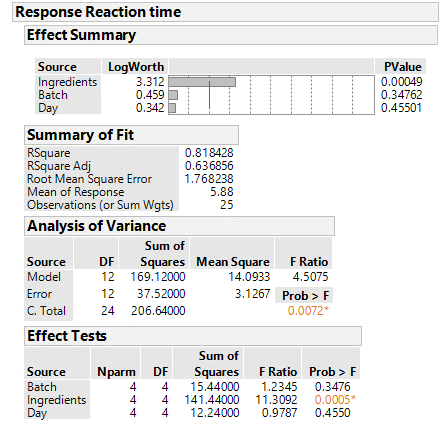 Response Reaction time
Effect Summary
Source LogWorth PValue
Ingredients 3.312 0.00049
Batch 0.459 0.34762
Day 0.342 0.45501
Summary of Fit
RSquare 0.818428
RSquare Adj 0.636856
Root Mean Square Error 1.768238
Mean of Response 5.88
Observations (or Sum Wgts) 25
Analysis of Variance
Sum of
Source DF Squares Mean Square F Ratio
Model 12 169.12000 14.0933 4.5075
Error 12 37.52000 3.1267 Prob > F
C. Total 24 206.64000 0.0072*
Effect Tests
Sum of
Source Nparm DF Squares F Ratio Prob > F
Batch 4 4 15.44000 1.2345 0.3476
Ingredients 4 4 141.44000 11.3092 0.0005*
Day 4 4 12.24000 0.9787 0.4550